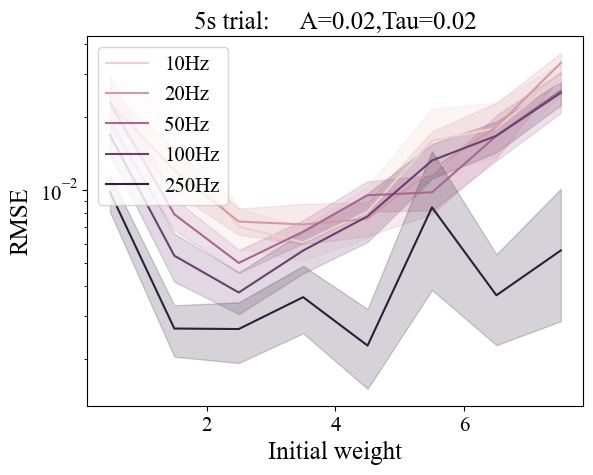 5s trial: A=0.02,Tau=0.02
10Hz
20Hz
50Hz
100Hz
250Hz
10⁻²
RMSE
2 4 6
Initial weight